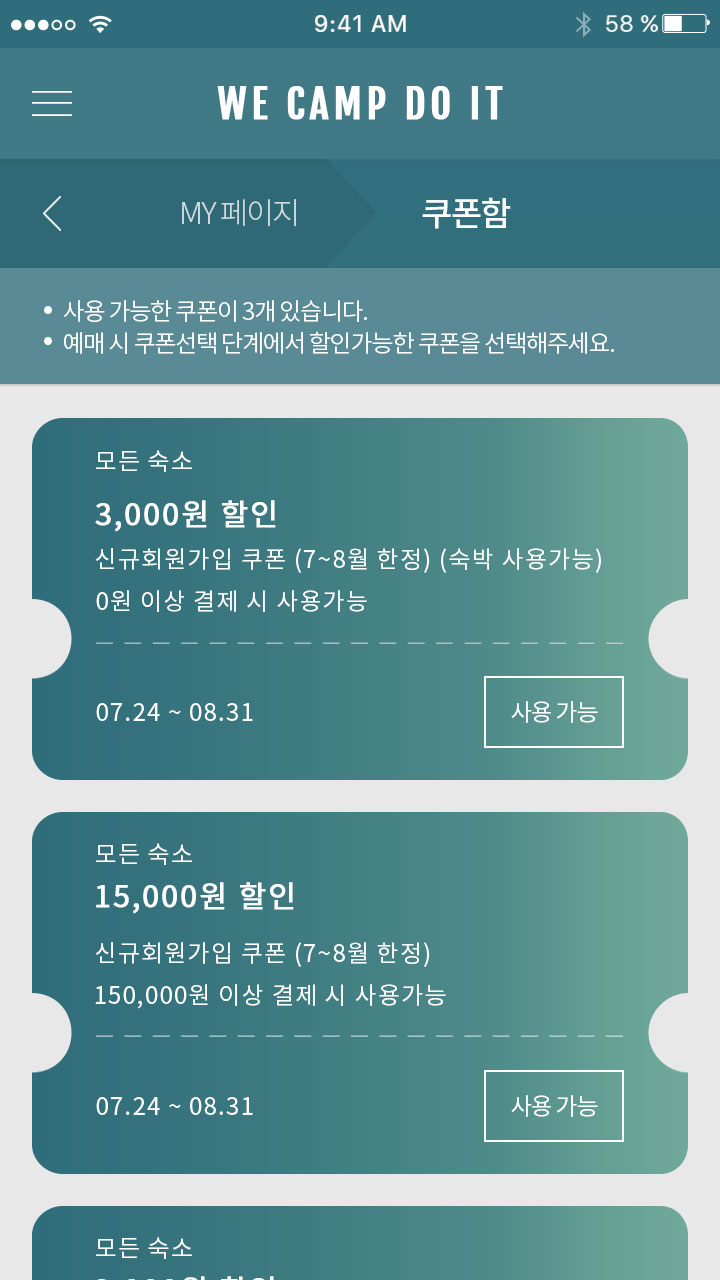 9:41 AM
58 %
WE CAMP DO IT
MY 페이지
쿠폰함
• 사용 가능한 쿠폰이 3개 있습니다.
• 예매 시 쿠폰선택 단계에서 할인가능한 쿠폰을 선택해주세요.
모든 숙소
3,000원 할인
신규회원가입 쿠폰 (7~8월 한정) (숙박 사용가능)
0원 이상 결제 시 사용가능
07.24 ~ 08.31
사용 가능
모든 숙소
15,000원 할인
신규회원가입 쿠폰 (7~8월 한정)
150,000원 이상 결제 시 사용가능
07.24 ~ 08.31
사용 가능
모든 숙소